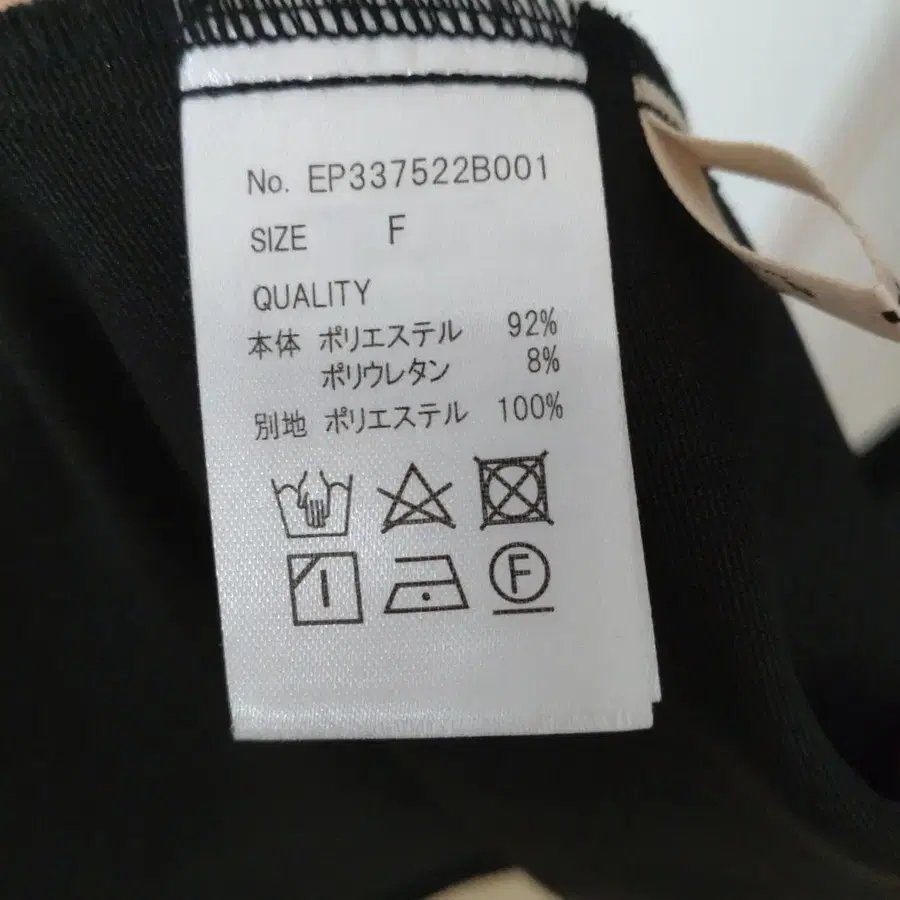 No. EP337522B001
SIZE F
QUALITY
本体 ポリエステル 92%
ポリウレタン 8%
別地 ポリエステル 100%
F